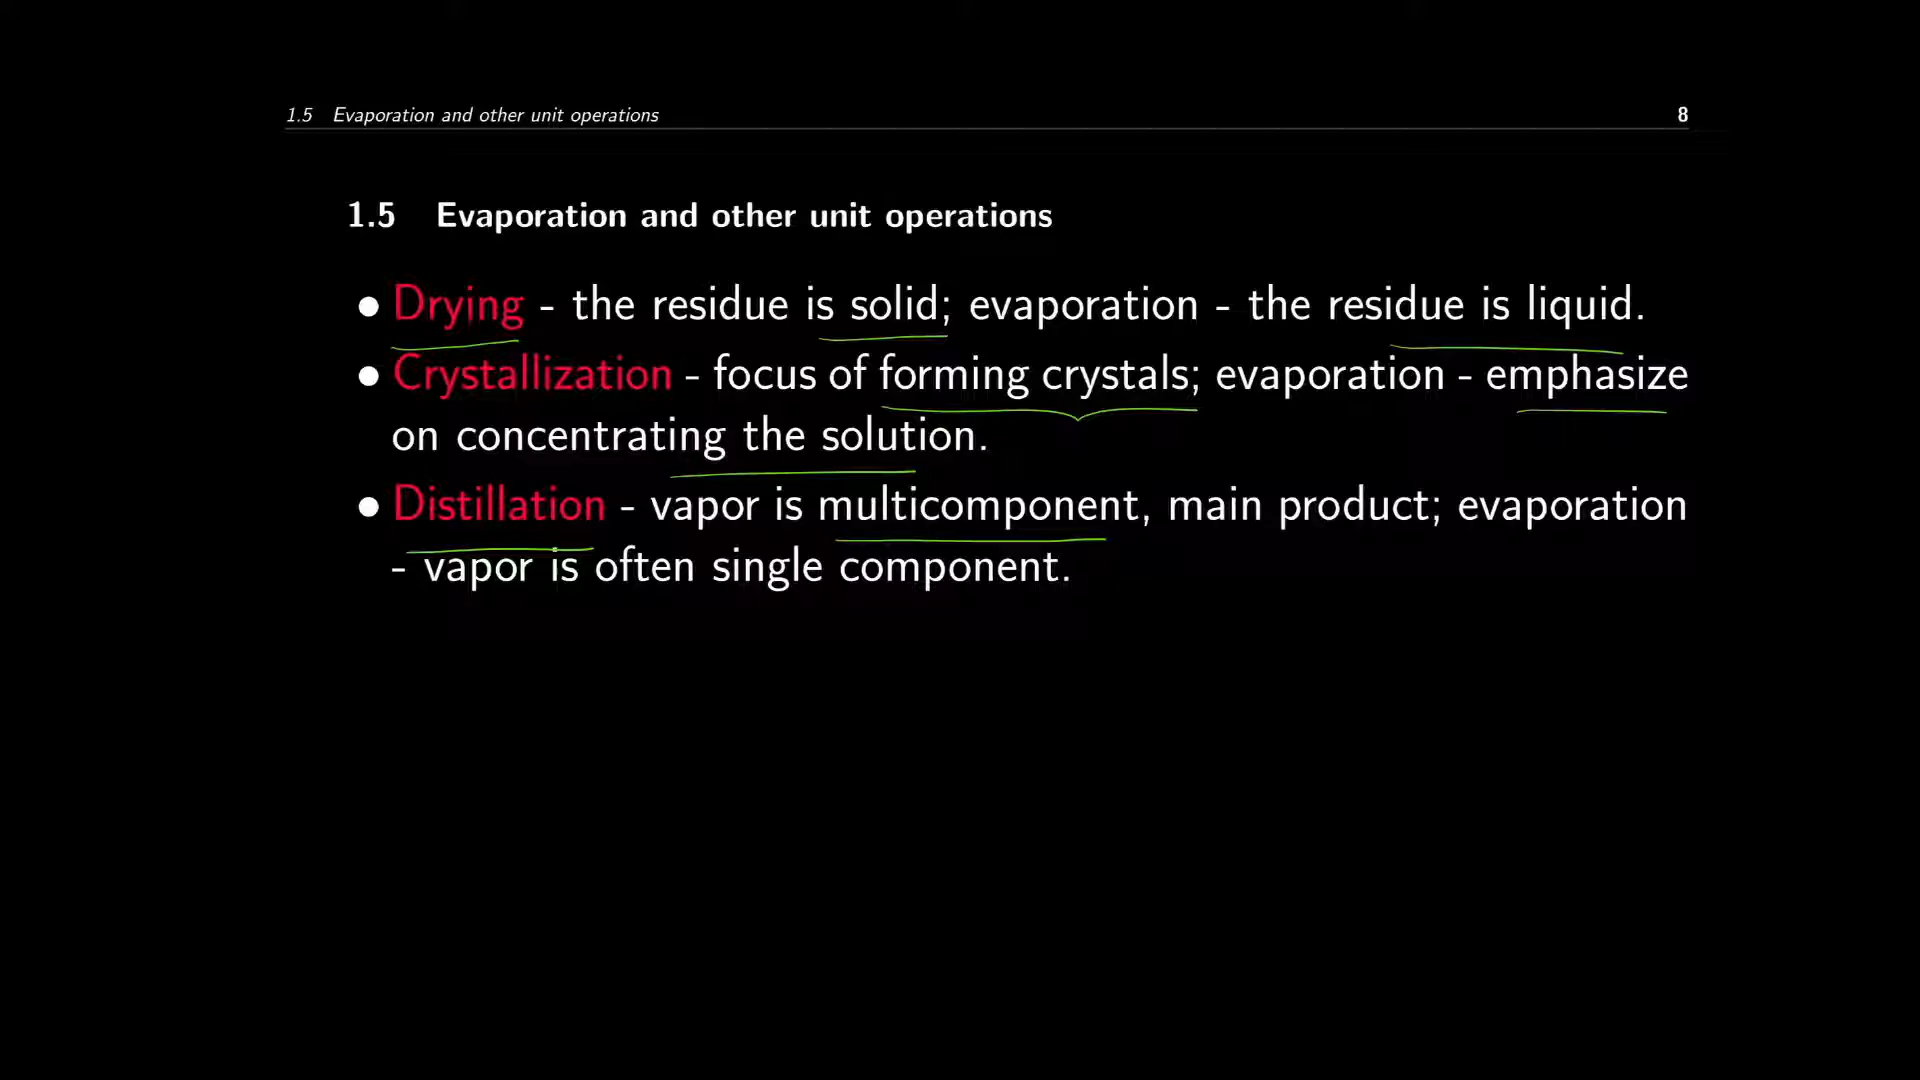 1.5 Evaporation and other unit operations 8
1.5 Evaporation and other unit operations
● Drying - the residue is solid; evaporation - the residue is liquid.
● Crystallization - focus of forming crystals; evaporation - emphasize
on concentrating the solution.
● Distillation - vapor is multicomponent, main product; evaporation
- vapor is often single component.